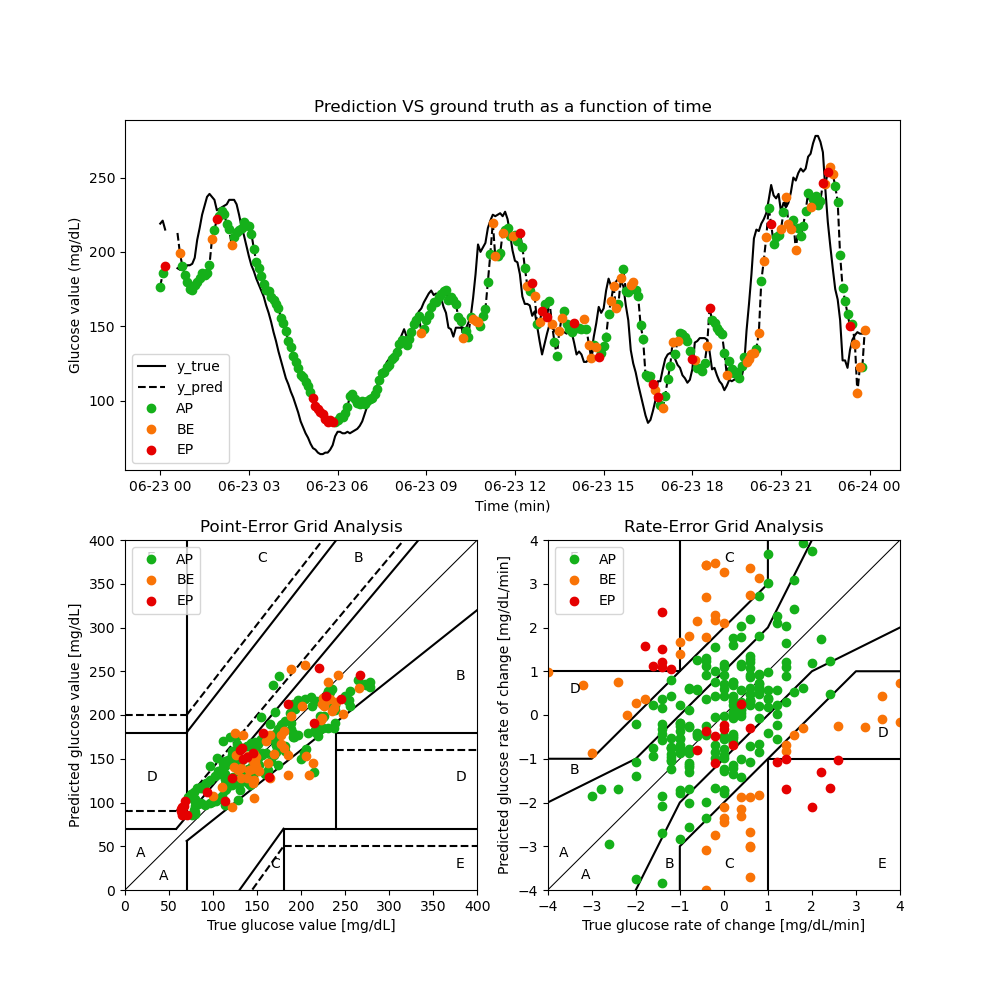 Prediction VS ground truth as a function of time
Glucose value (mg/dL)
250
200
150
100
y_true
y_pred
AP
BE
EP
06-23 00 06-23 03 06-23 06 06-23 09 06-23 12 06-23 15 06-23 18 06-23 21 06-24 00
Time (min)
Point-Error Grid Analysis
Predicted glucose value [mg/dL]
400
350
300
250
200
150
100
50
0
AP
BE
EP
C
B
B
D
D
A
A
C
E
0 50 100 150 200 250 300 350 400
True glucose value [mg/dL]
Rate-Error Grid Analysis
Predicted glucose rate of change [mg/dL/min]
4
3
2
1
0
−1
−2
−3
−4
AP
BE
EP
C
D
D
B
A
A
B
C
E
−4 −3 −2 −1 0 1 2 3 4
True glucose rate of change [mg/dL/min]